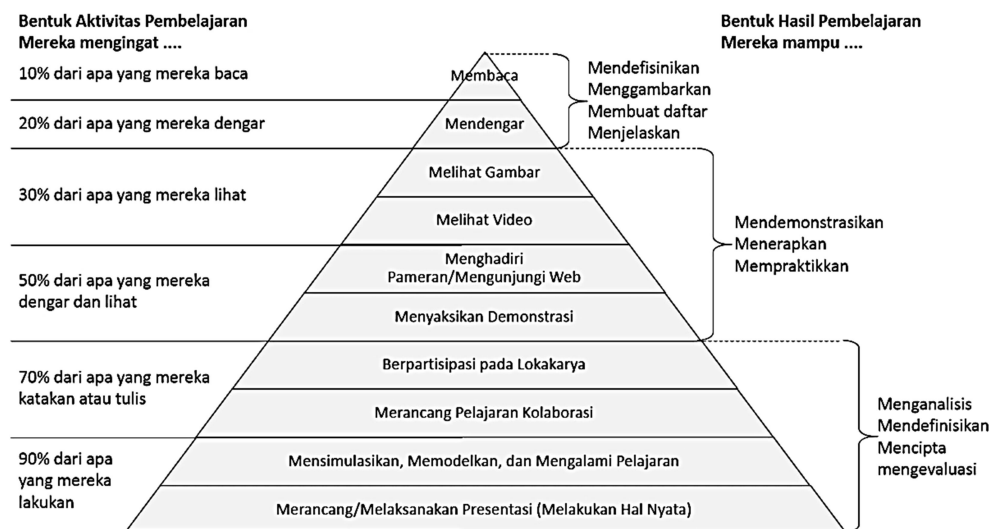 Bentuk Aktivitas Pembelajaran
Mereka mengingat ....
10% dari apa yang mereka baca
20% dari apa yang mereka dengar
30% dari apa yang mereka lihat
50% dari apa yang mereka
dengar dan lihat
70% dari apa yang mereka
katakan atau tulis
90% dari apa
yang mereka
lakukan
Membaca
Mendengar
Melihat Gambar
Melihat Video
Menghadiri
Pameran/Mengunjungi Web
Menyaksikan Demonstrasi
Berpartisipasi pada Lokakarya
Merancang Pelajaran Kolaborasi
Mensimulasikan, Memodelkan, dan Mengalami Pelajaran
Merancang/Melaksanakan Presentasi (Melakukan Hal Nyata)
Bentuk Hasil Pembelajaran
Mereka mampu ....
Mendefisinikan
Menggambarkan
Membuat daftar
Menjelaskan
Mendemonstrasikan
Menerapkan
Mempraktikkan
Menganalisis
Mendefinisikan
Mencipta
mengevaluasi